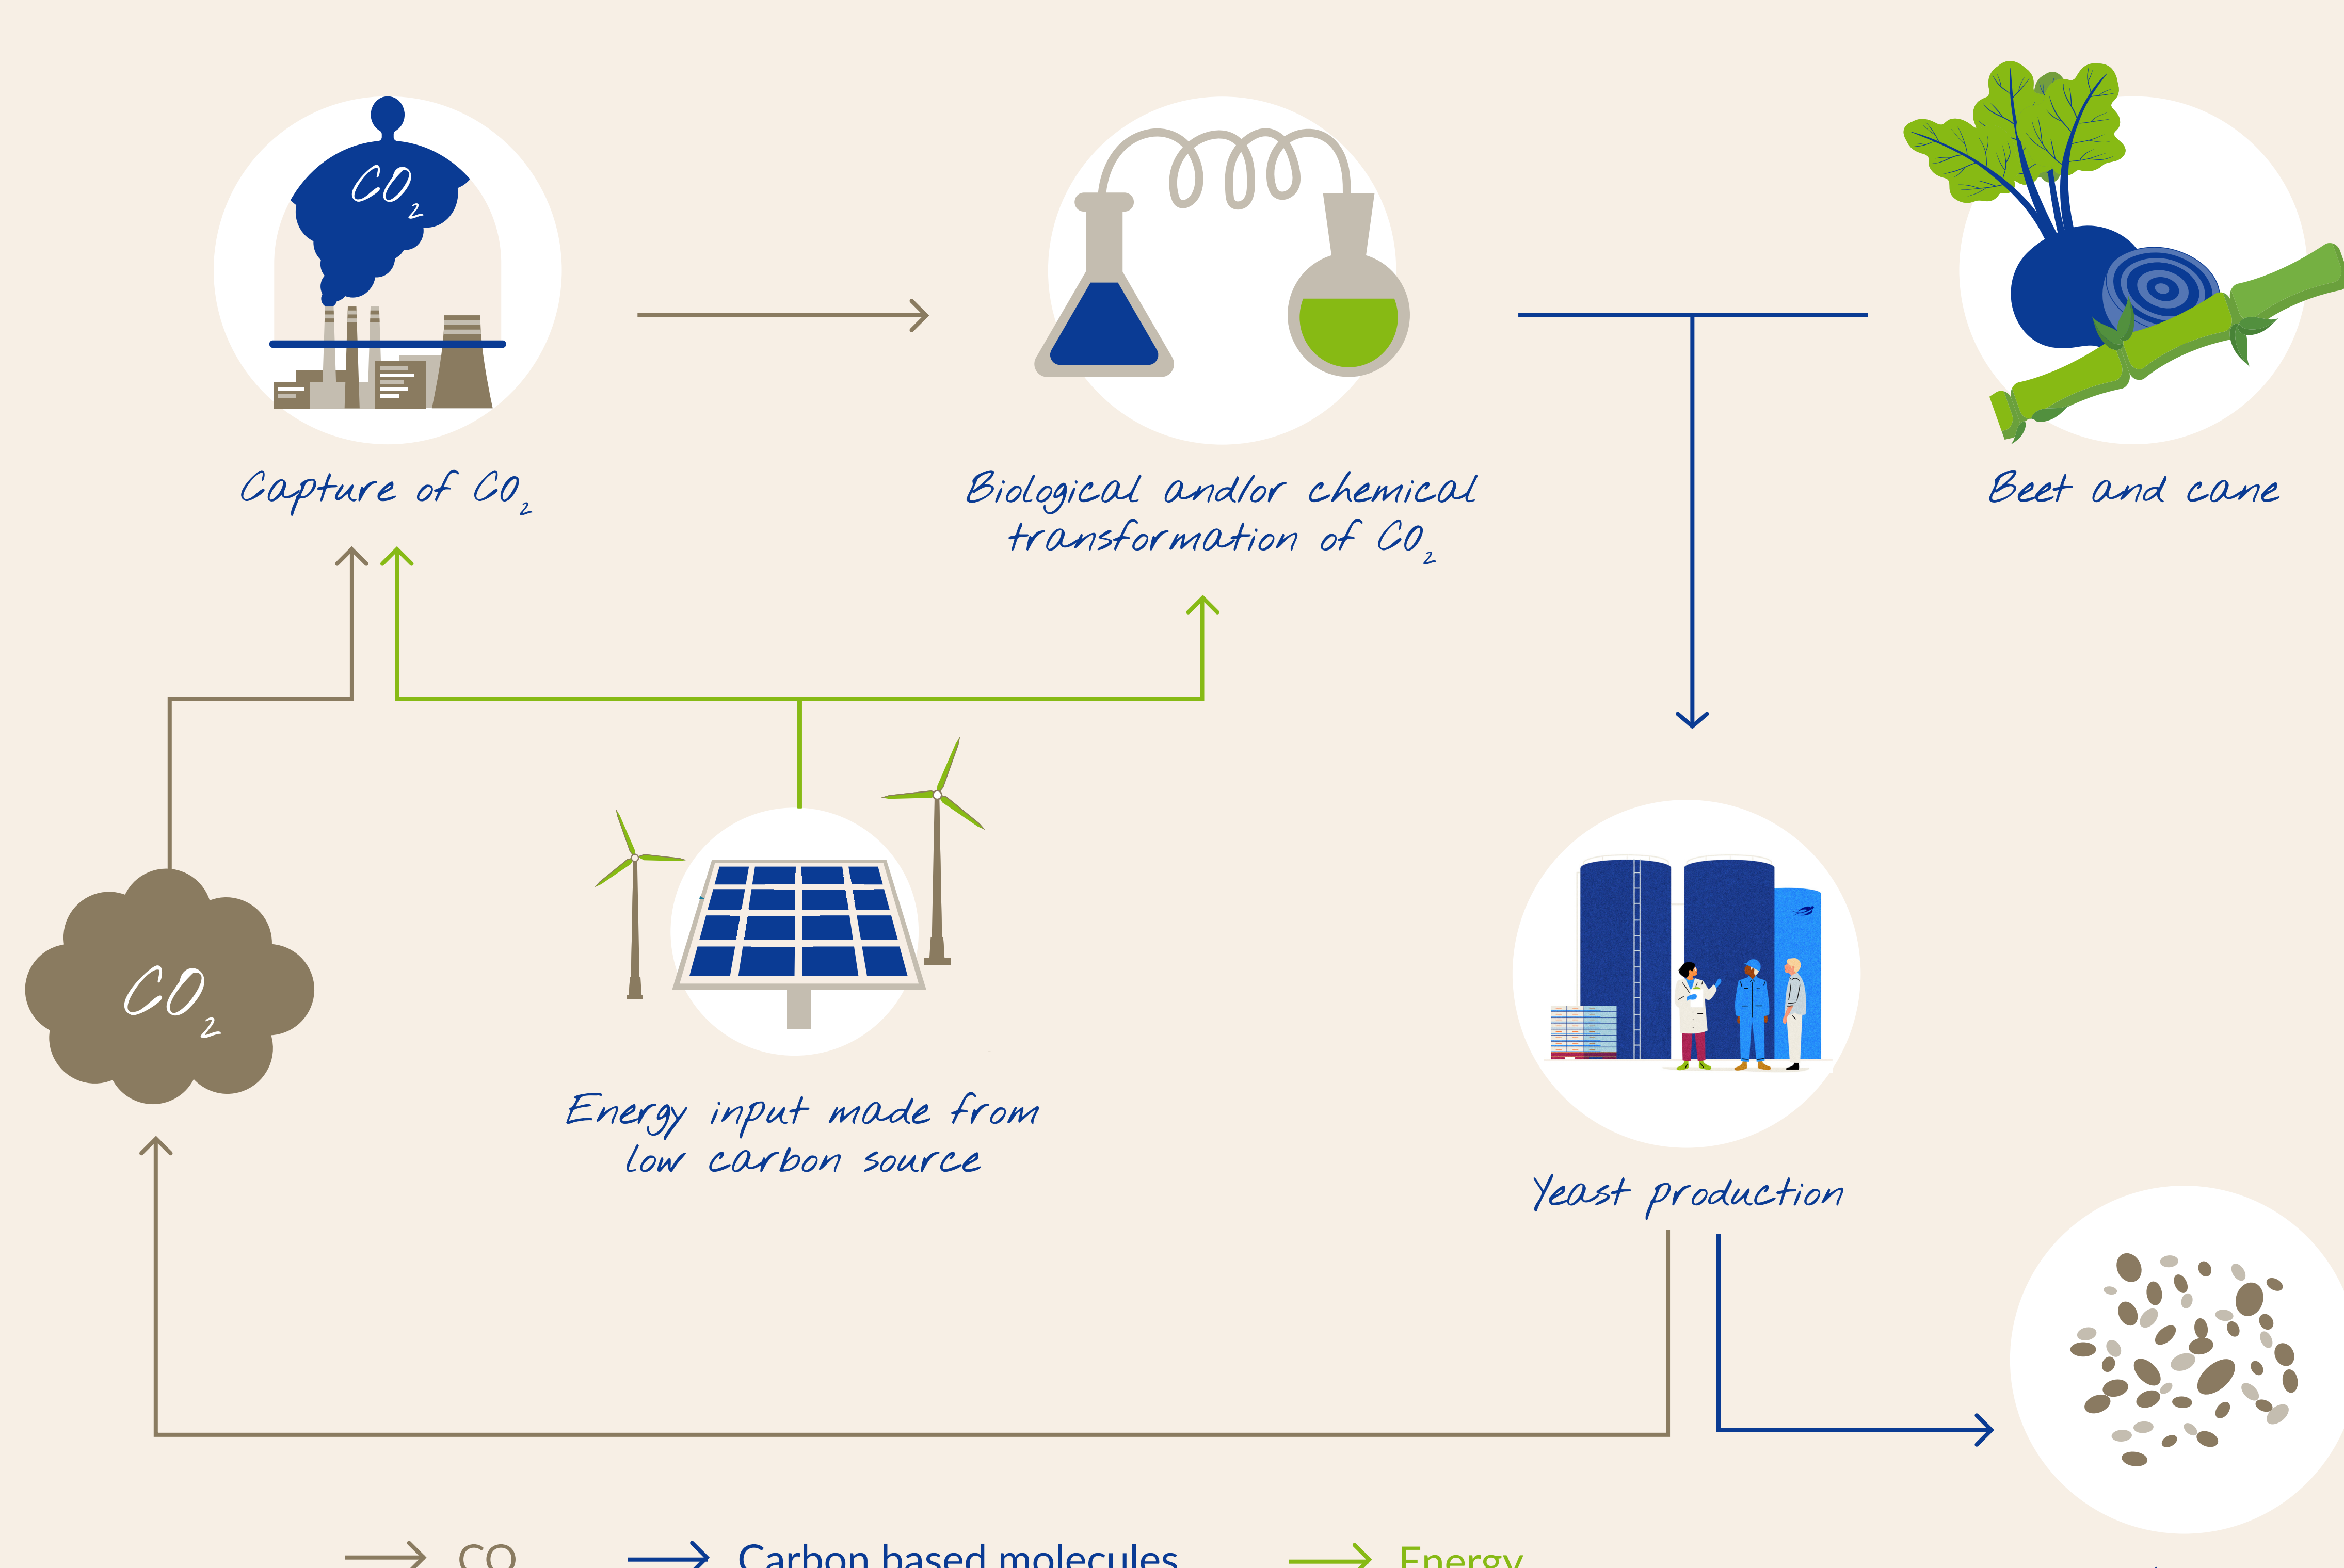 CO₂
Capture of CO₂
Biological and/or chemical
transformation of CO₂
Beet and cane
CO₂
Energy input made from
low carbon source
Yeast production
CO
Carbon based molecules
Energy